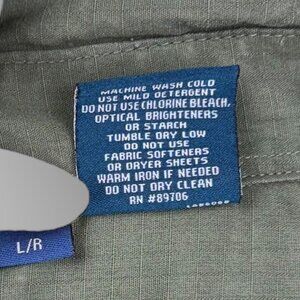 MACHINE WASH COLD
USE MILD DETERGENT
DO NOT USE CHLORINE BLEACH,
OPTICAL BRIGHTENERS
OR STARCH
TUMBLE DRY LOW
DO NOT USE
FABRIC SOFTENERS
OR DRYER SHEETS
WARM IRON IF NEEDED
DO NOT DRY CLEAN
RN #89706
L/R